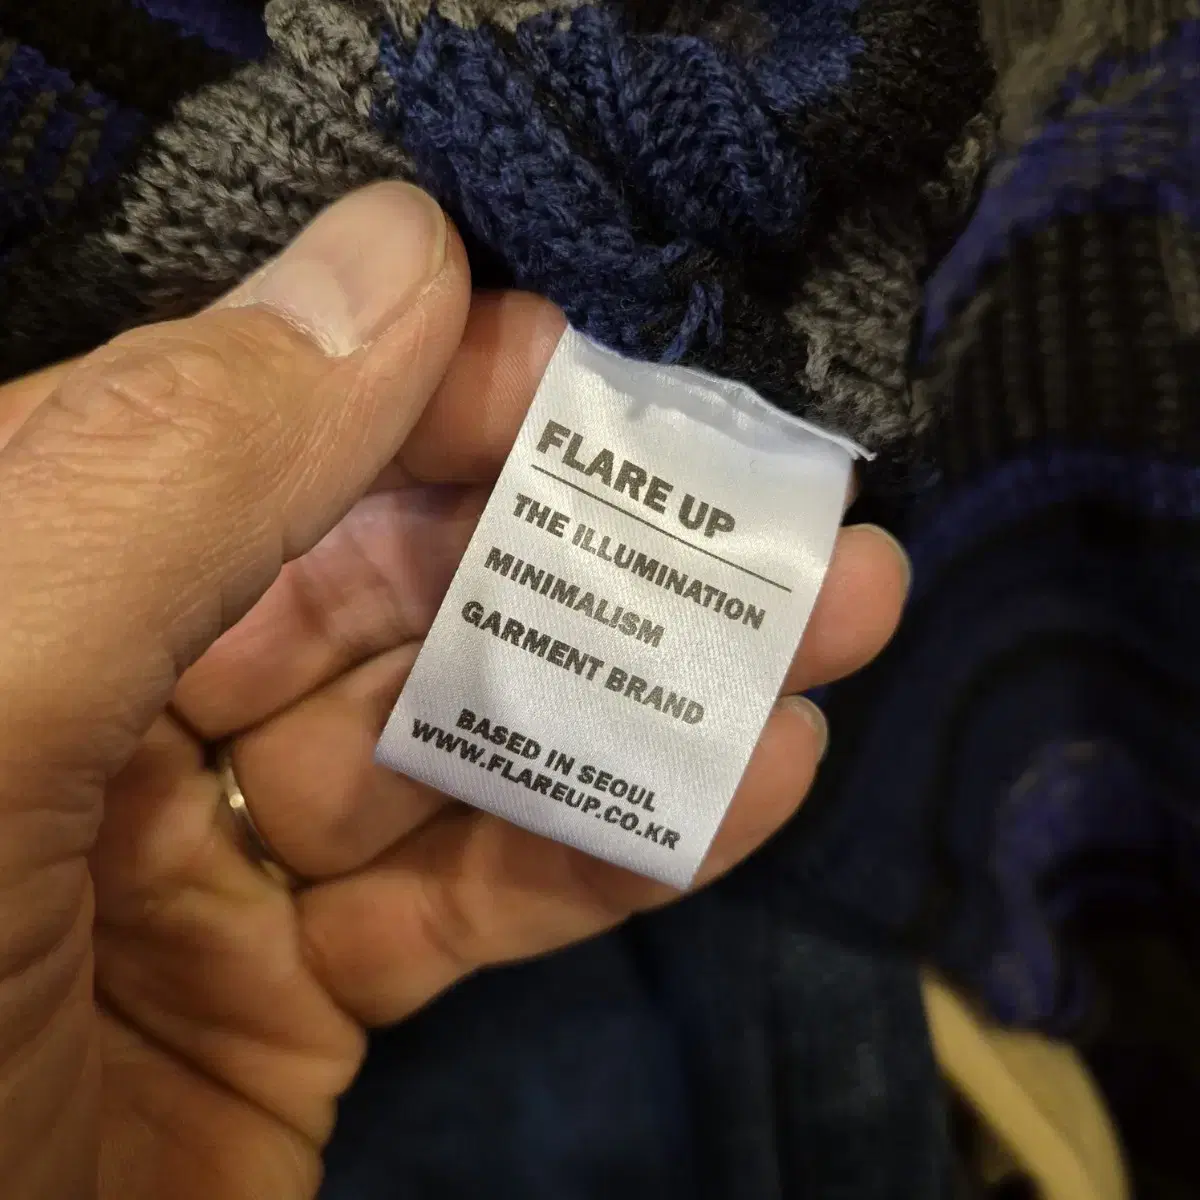 FLARE UP
THE ILLUMINATION
MINIMALISM
GARMENT BRAND
BASED IN SEOUL
WWW.FLAREUP.CO.KR